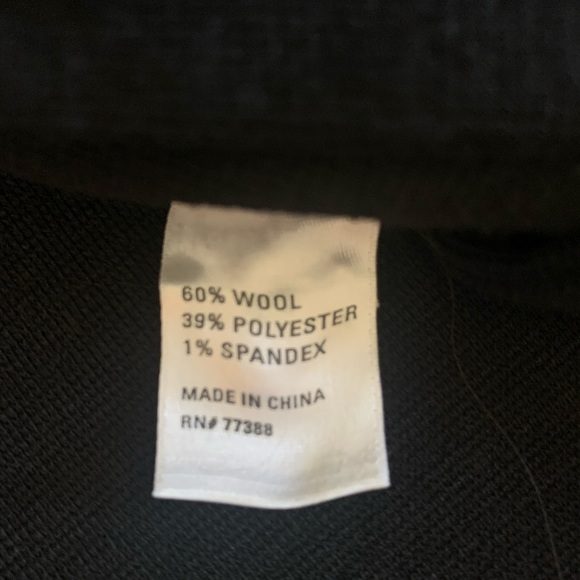 60% WOOL
39% POLYESTER
1% SPANDEX
MADE IN CHINA
RN# 77388